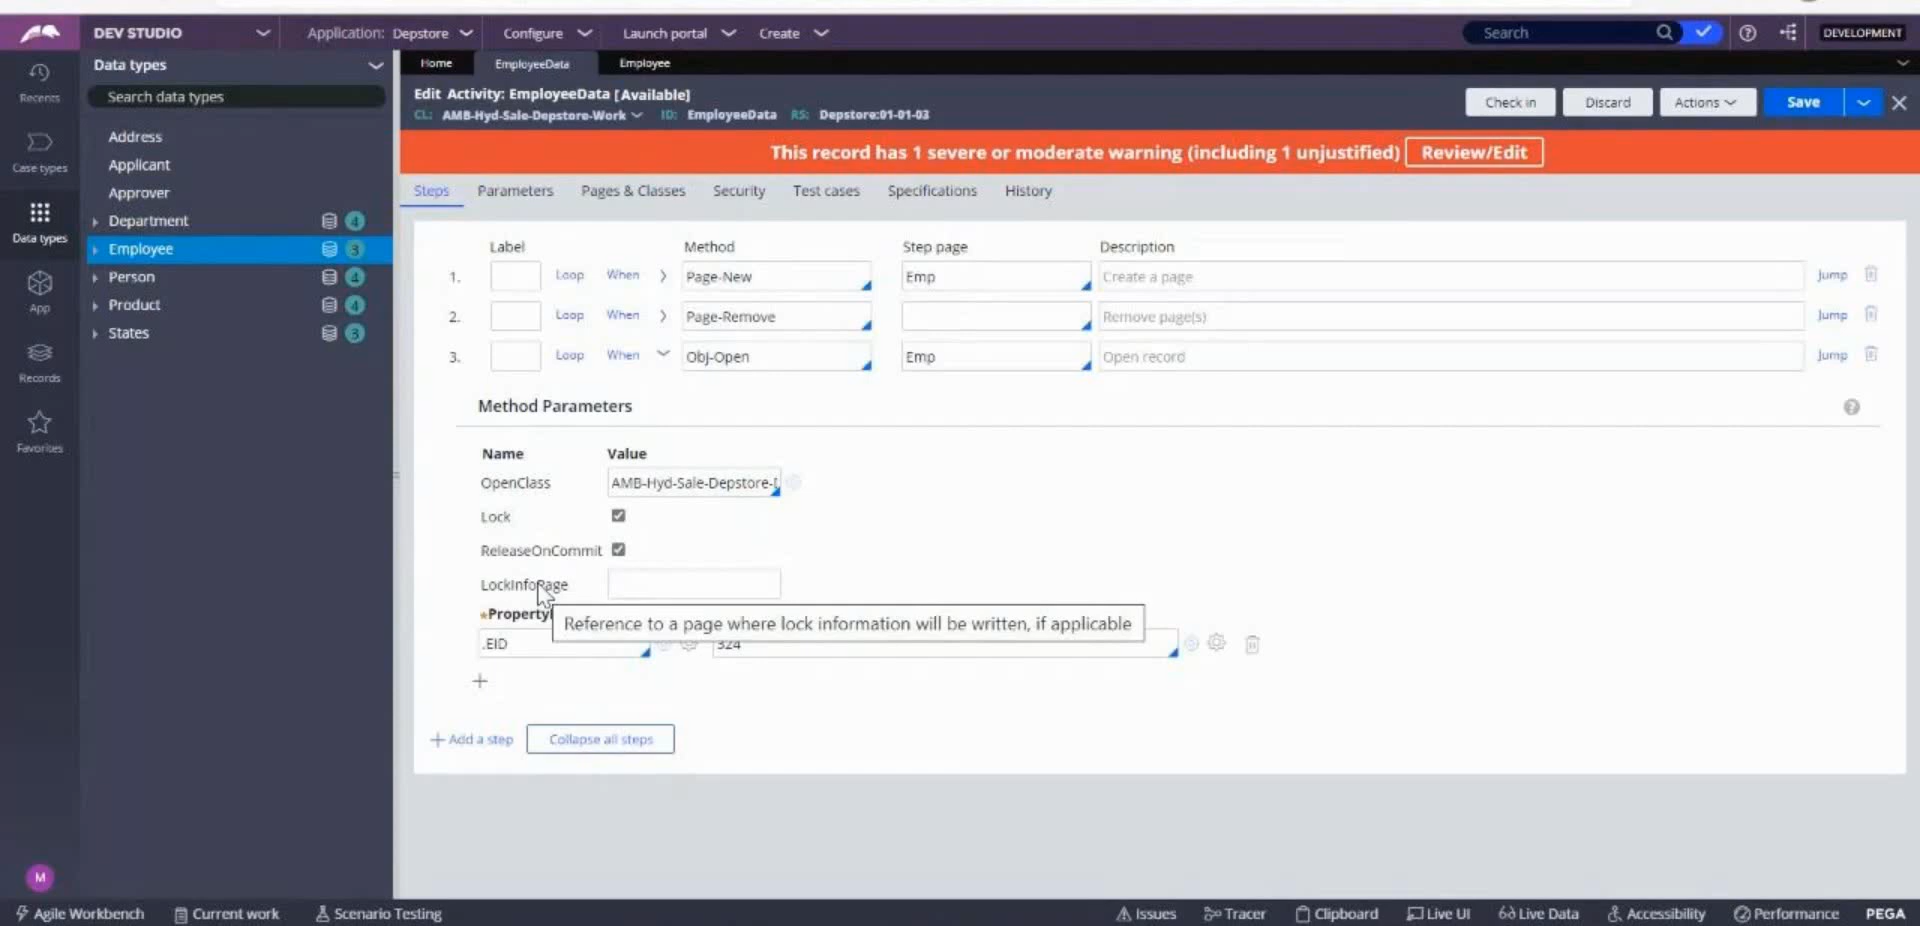 DEV STUDIO
Application: Depstore
Configure
Launch portal
Create
Search
DEVELOPMENT
Recents
Case types
Data types
App
Records
Favorites
M
Data types
Search data types
Address
Applicant
Approver
Department 4
Employee 3
Person 4
Product 4
States 3
Home
EmployeeData
Employee
Edit Activity: EmployeeData [Available]
CL: AMB-Hyd-Sale-Depstore-Work ID: EmployeeData RS: Depstore:01-01-03
Check in
Discard
Actions
Save
This record has 1 severe or moderate warning (including 1 unjustified) Review/Edit
Steps
Parameters
Pages & Classes
Security
Test cases
Specifications
History
Label Method Step page Description
1. Loop When Page-New Emp Create a page Jump
2. Loop When Page-Remove Remove page(s) Jump
3. Loop When Obj-Open Emp Open record Jump
Method Parameters
Name Value
OpenClass AMB-Hyd-Sale-Depstore-
Lock
ReleaseOnCommit
LockInfoPage
*Property
Reference to a page where lock information will be written, if applicable
.EID 324
+ Add a step
Collapse all steps
Agile Workbench
Current work
Scenario Testing
Issues
Tracer
Clipboard
Live UI
Live Data
Accessibility
Performance
PEGA